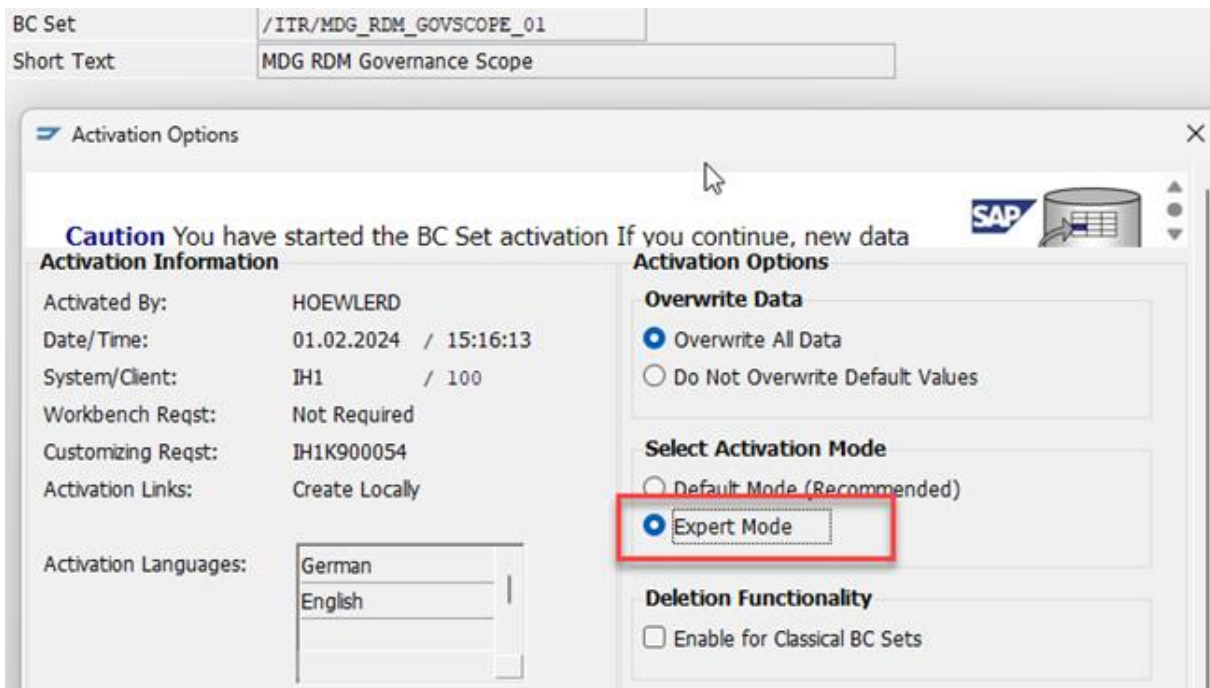 BC Set /ITR/MDG_RDM_GOVSCOPE_01
Short Text MDG RDM Governance Scope
Activation Options
SAP
Caution You have started the BC Set activation If you continue, new data
Activation Information
Activated By: HOEWLERD
Date/Time: 01.02.2024 / 15:16:13
System/Client: IH1 / 100
Workbench Reqst: Not Required
Customizing Reqst: IH1K900054
Activation Links: Create Locally
Activation Languages: German
English
Activation Options
Overwrite Data
Overwrite All Data
Do Not Overwrite Default Values
Select Activation Mode
Default Mode (Recommended)
Expert Mode
Deletion Functionality
Enable for Classical BC Sets